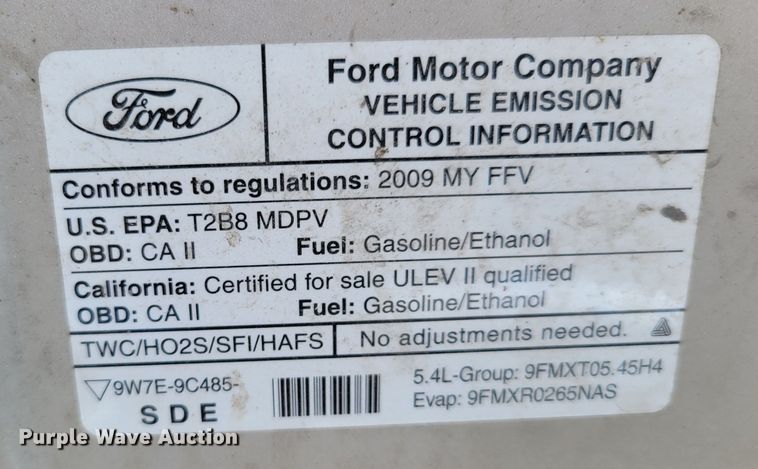 Ford
Ford Motor Company
VEHICLE EMISSION
CONTROL INFORMATION
Conforms to regulations: 2009 MY FFV
U.S. EPA: T2B8 MDPV
OBD: CA II Fuel: Gasoline/Ethanol
California: Certified for sale ULEV II qualified
OBD: CA II Fuel: Gasoline/Ethanol
TWC/HO2S/SFI/HAFS No adjustments needed.
▽9W7E-9C485-
SDE
5.4L-Group: 9FMXT05.45H4
Evap: 9FMXR0265NAS
Purple Wave Auction